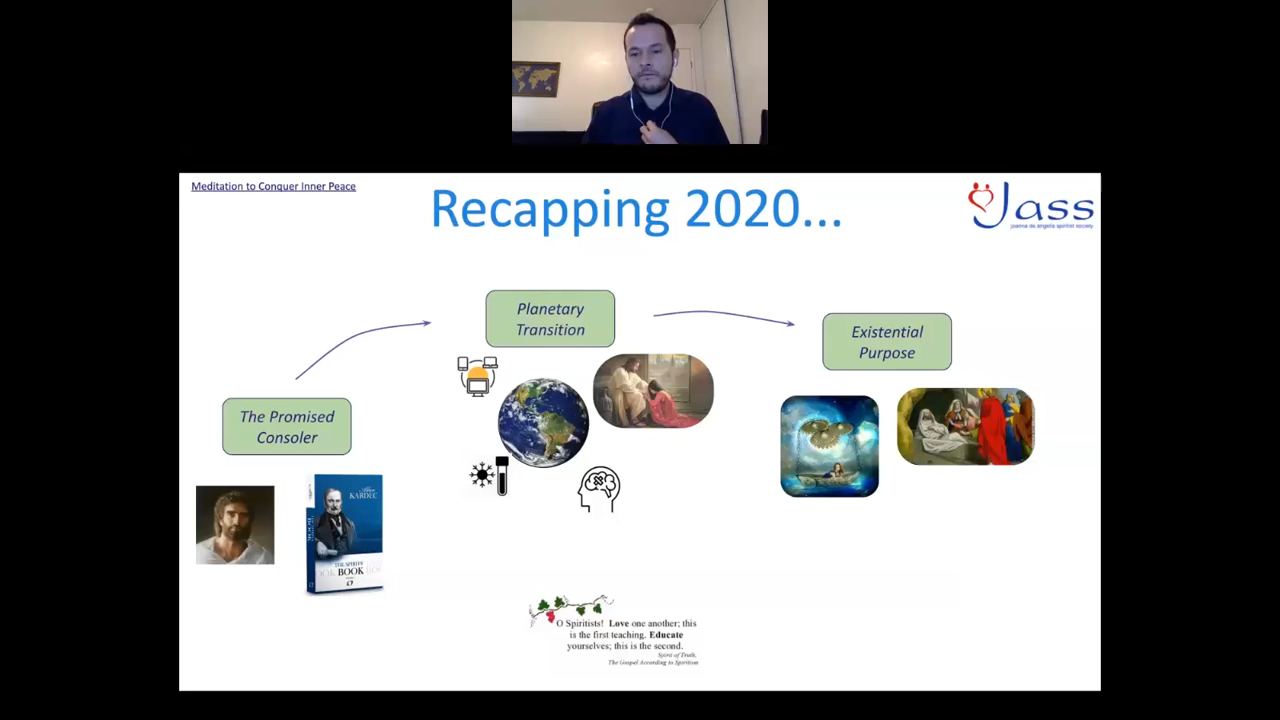 Meditation to Conquer Inner Peace
Recapping 2020...
Jass
joanna de angelis spiritist society
Planetary
Transition
Existential
Purpose
The Promised
Consoler
Allan
KARDEC
THE SPIRITS'
BOOK
O Spiritists! Love one another; this
is the first teaching. Educate
yourselves; this is the second.
Spirit of Truth,
The Gospel According to Spiritism